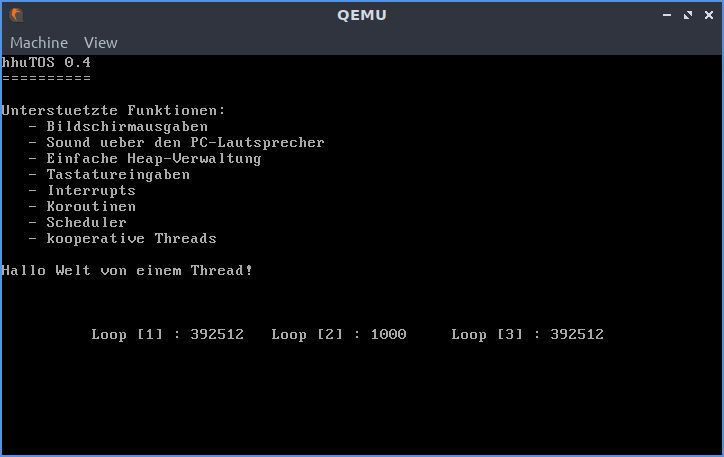 QEMU
Machine View
hhuTOS 0.4
==========
Unterstuetzte Funktionen:
- Bildschirmausgaben
- Sound ueber den PC-Lautsprecher
- Einfache Heap-Verwaltung
- Tastatureingaben
- Interrupts
- Koroutinen
- Scheduler
- kooperative Threads
Hallo Welt von einem Thread!
Loop [1] : 392512 Loop [2] : 1000 Loop [3] : 392512